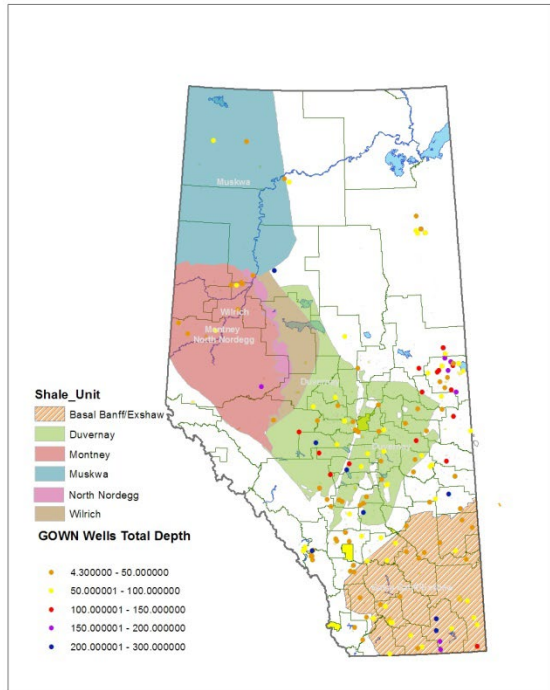 Muskwa
Wilrich
Montney
North Nordegg
Shale_Unit
Basal Banff/Exshaw
Duvernay
Montney
Muskwa
North Nordegg
Wilrich
GOWN Wells Total Depth
4.300000 - 50.000000
50.000001 - 100.000000
100.000001 - 150.000000
150.000001 - 200.000000
200.000001 - 300.000000